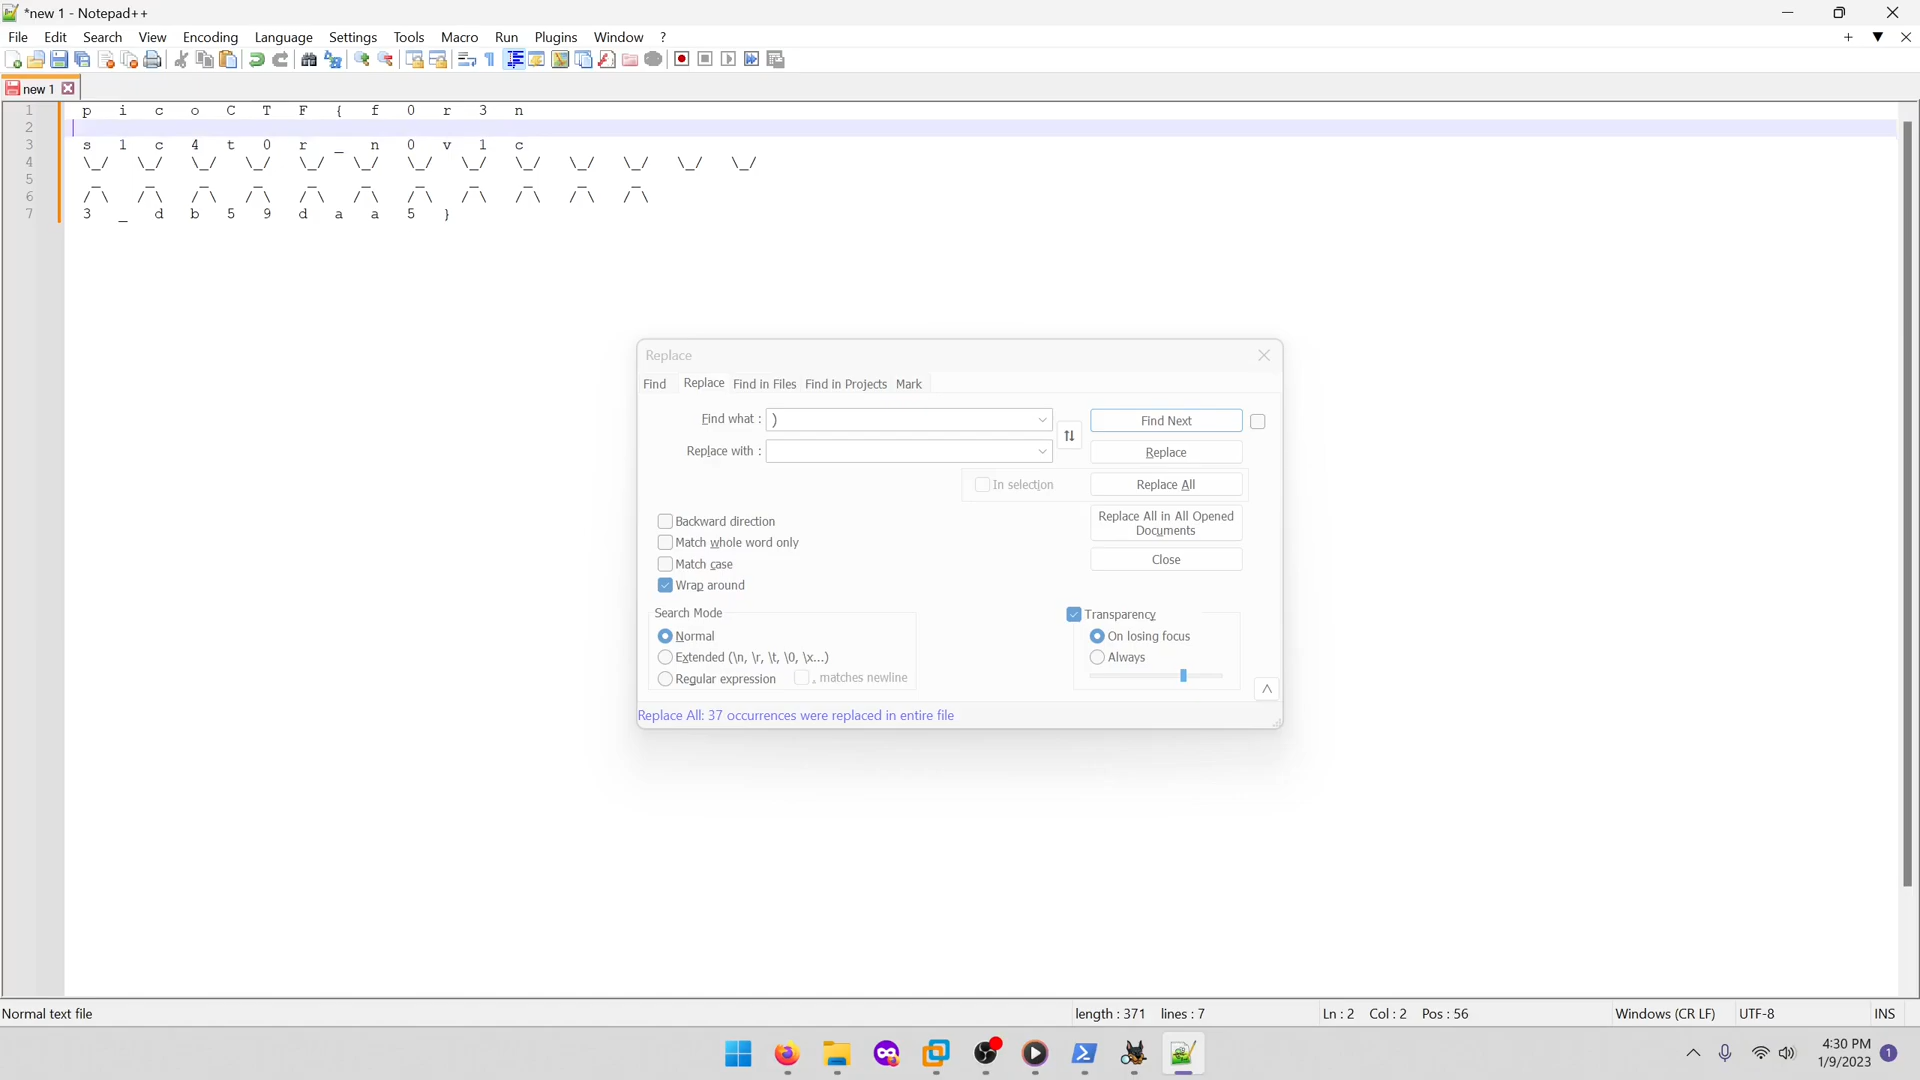 *new 1 - Notepad++
File Edit Search View Encoding Language Settings Tools Macro Run Plugins Window ?
new 1
1 p i c o C T F { f 0 r 3 n
2
3 s 1 c 4 t 0 r _ n 0 v 1 c
4 \_/ \_/ \_/ \_/ \_/ \_/ \_/ \_/ \_/ \_/ \_/ \_/ \_/
5 _ _ _ _ _ _ _ _ _ _ _
6 / \ / \ / \ / \ / \ / \ / \ / \ / \ / \ / \
7 3 _ d b 5 9 d a a 5 }
Replace
Find Replace Find in Files Find in Projects Mark
Find what : ) Find Next
Replace with : Replace
In selection Replace All
Backward direction Replace All in All Opened
Documents
Match whole word only
Match case Close
Wrap around
Search Mode Transparency
Normal On losing focus
Extended (\n, \r, \t, \0, \x...) Always
Regular expression . matches newline
Replace All: 37 occurrences were replaced in entire file
Normal text file length : 371 lines : 7 Ln : 2 Col : 2 Pos : 56 Windows (CR LF) UTF-8 INS
4:30 PM
1/9/2023 1